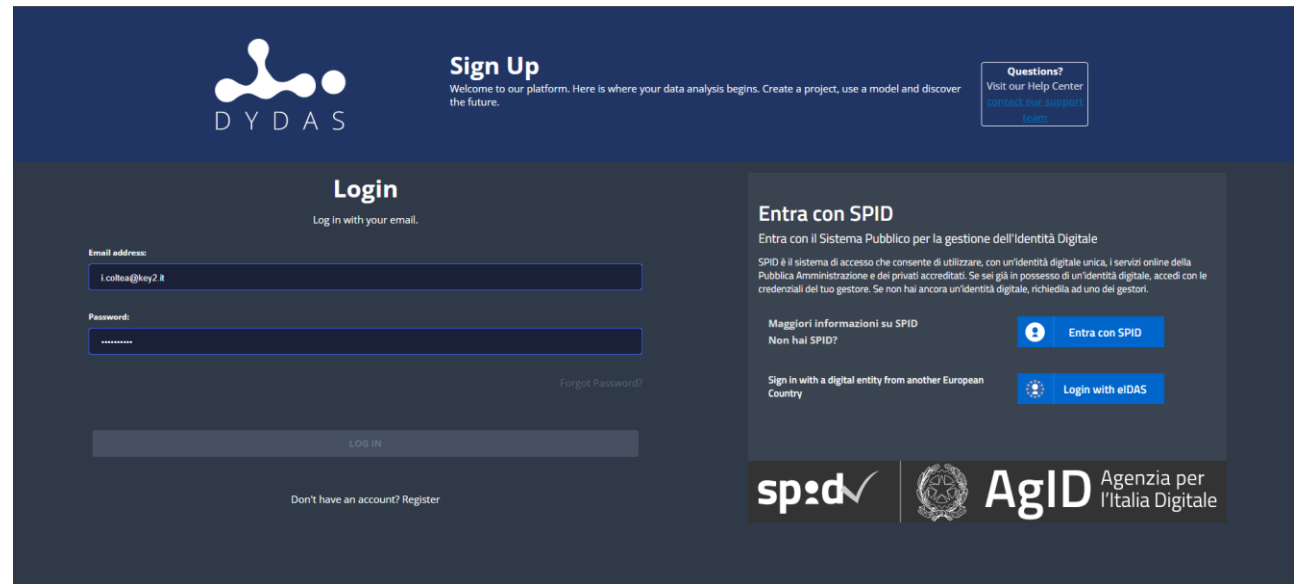 DYDAS
Sign Up
Welcome to our platform. Here is where your data analysis begins. Create a project, use a model and discover
the future.
Questions?
Visit our Help Center
contact our support
team
Login
Log in with your email.
Email address:
i.coltea@key2.it
Password:
••••••••••
Forgot Password?
LOG IN
Don't have an account? Register
Entra con SPID
Entra con il Sistema Pubblico per la gestione dell'Identità Digitale
SPID è il sistema di accesso che consente di utilizzare, con un'identità digitale unica, i servizi online della
Pubblica Amministrazione e dei privati accreditati. Se sei già in possesso di un'identità digitale, accedi con le
credenziali del tuo gestore. Se non hai ancora un'identità digitale, richiedila ad uno dei gestori.
Maggiori informazioni su SPID
Non hai SPID?
Entra con SPID
Sign in with a digital entity from another European
Country
Login with eIDAS
spid
AgID
Agenzia per
l'Italia Digitale